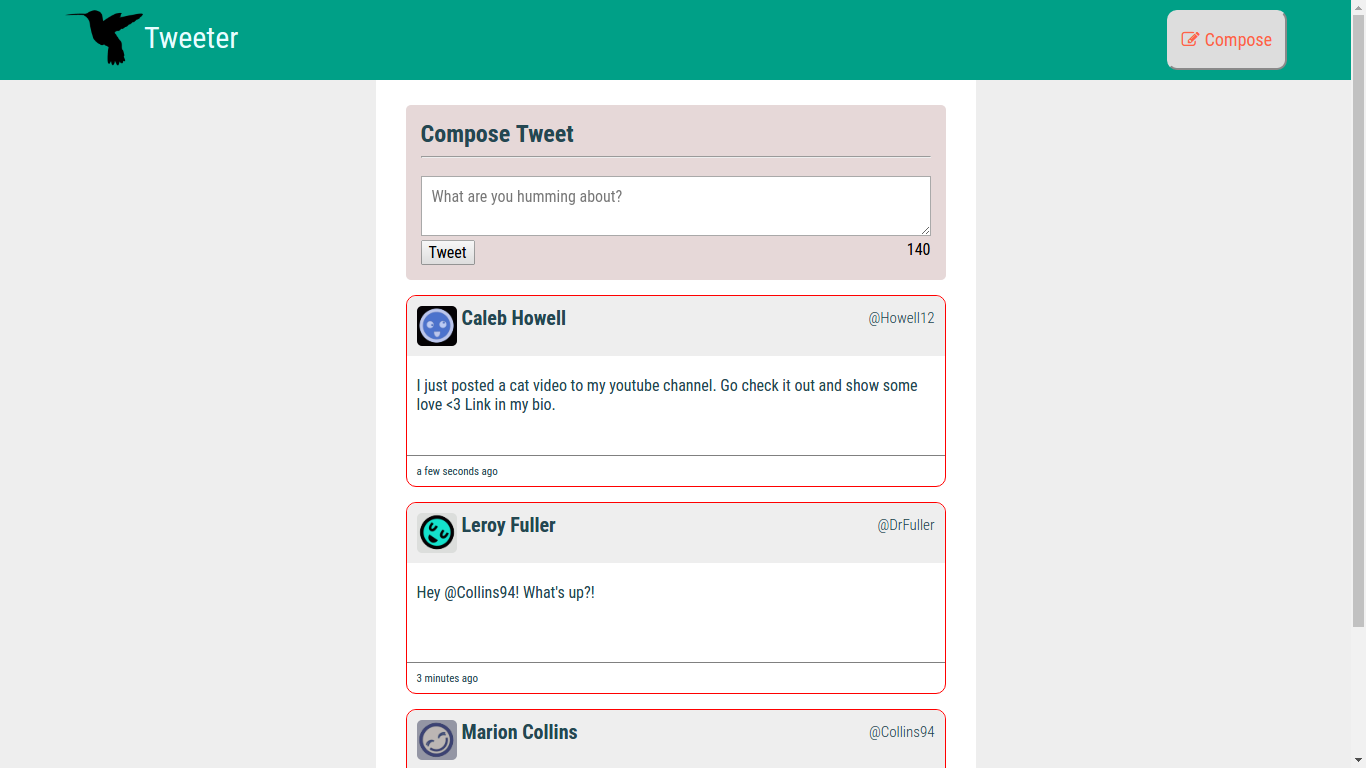 Tweeter
Compose
Compose Tweet
What are you humming about?
Tweet
140
Caleb Howell
@Howell12
I just posted a cat video to my youtube channel. Go check it out and show some
love <3 Link in my bio.
a few seconds ago
Leroy Fuller
@DrFuller
Hey @Collins94! What's up?!
3 minutes ago
Marion Collins
@Collins94